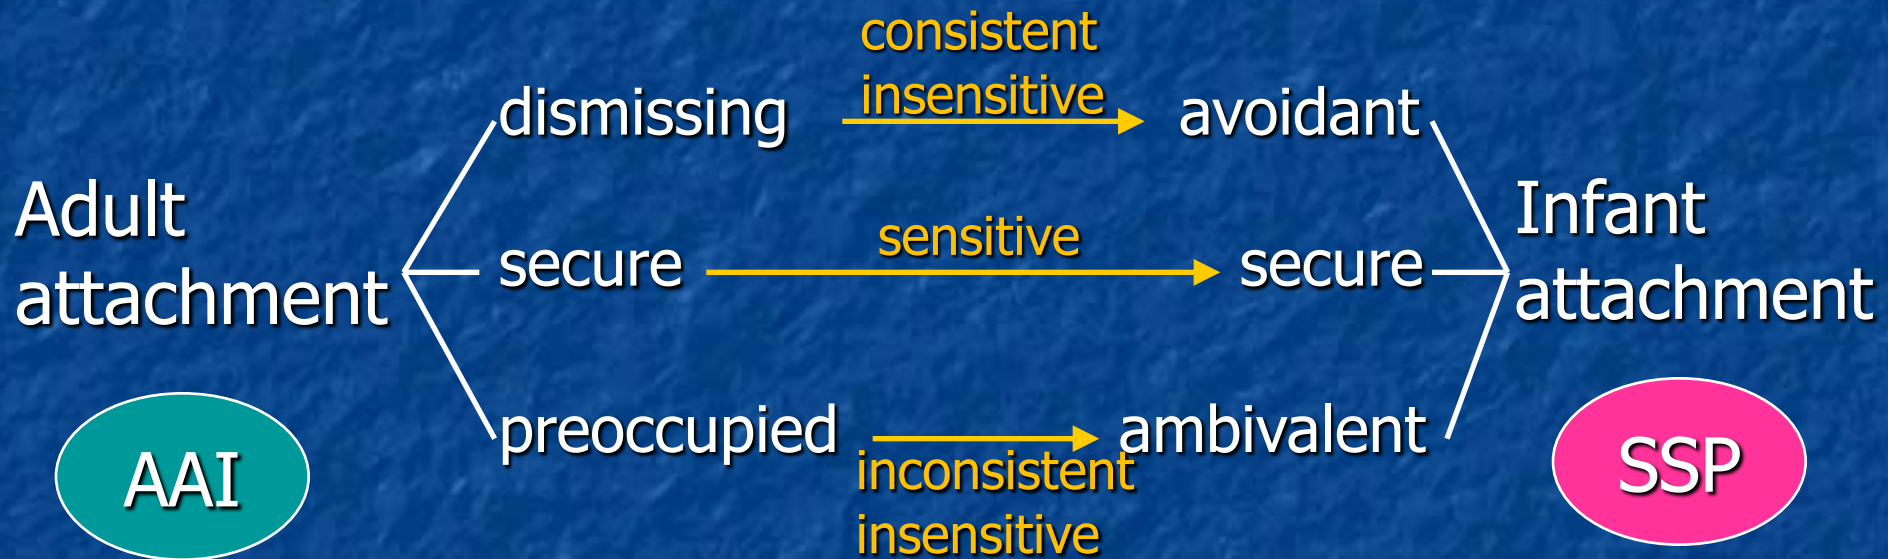 consistent
insensitive
dismissing
avoidant
Adult
attachment
Infant
attachment
sensitive
secure
secure
preoccupied
ambivalent
inconsistent
insensitive
AAI
SSP